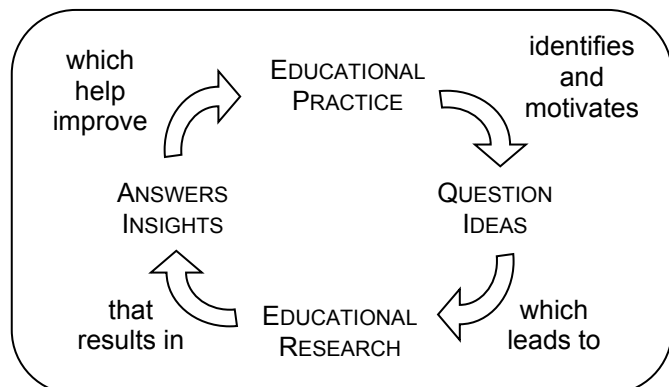 EDUCATIONAL
PRACTICE
identifies
and
motivates
QUESTION
IDEAS
which
leads to
EDUCATIONAL
RESEARCH
that
results in
ANSWERS
INSIGHTS
which
help
improve